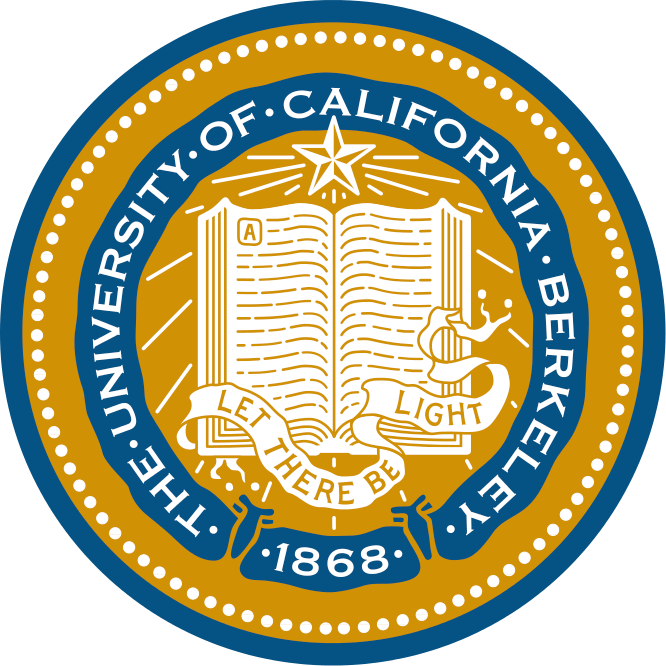 THE·UNIVERSITY·OF·CALIFORNIA·BERKELEY·
A
LET THERE BE LIGHT
·1868·